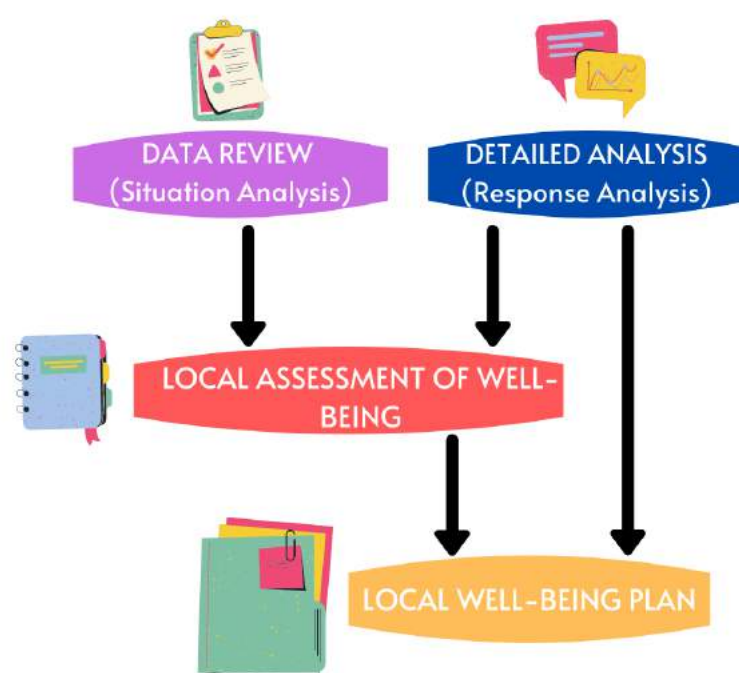 DATA REVIEW
(Situation Analysis)
DETAILED ANALYSIS
(Response Analysis)
LOCAL ASSESSMENT OF WELL-
BEING
LOCAL WELL-BEING PLAN